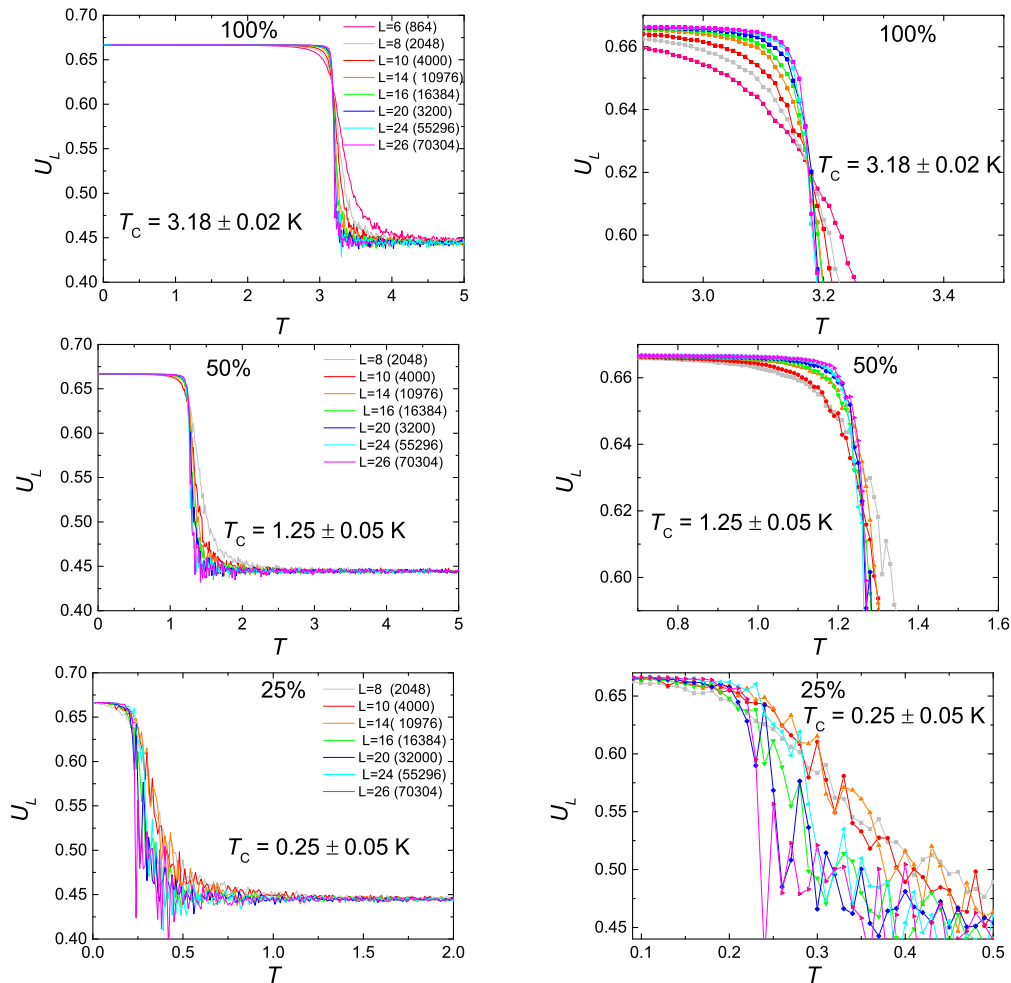 0.70
0.65
0.60
0.55
0.50
0.45
0.40
U_L
0 1 2 3 4 5
T
100%
L=6 (864)
L=8 (2048)
L=10 (4000)
L=14 ( 10976)
L=16 (16384)
L=20 (3200)
L=24 (55296)
L=26 (70304)
T_C = 3.18 ± 0.02 K
0.66
0.64
0.62
0.60
U_L
3.0 3.2 3.4
T
100%
T_C = 3.18 ± 0.02 K
0.70
0.65
0.60
0.55
0.50
0.45
0.40
U_L
0 1 2 3 4 5
T
50%
L=8 (2048)
L=10 (4000)
L=14 (10976)
L=16 (16384)
L=20 (3200)
L=24 (55296)
L=26 (70304)
T_C = 1.25 ± 0.05 K
0.66
0.64
0.62
0.60
U_L
0.8 1.0 1.2 1.4 1.6
T
50%
T_C = 1.25 ± 0.05 K
0.70
0.65
0.60
0.55
0.50
0.45
0.40
U_L
0.0 0.5 1.0 1.5 2.0
T
25%
L=8 (2048)
L=10 (4000)
L=14( 10976)
L=16 (16384)
L=20 (32000)
L=24 (55296)
L=26 (70304)
T_C = 0.25 ± 0.05 K
0.65
0.60
0.55
0.50
0.45
U_L
0.1 0.2 0.3 0.4 0.5
T
25%
T_C = 0.25 ± 0.05 K